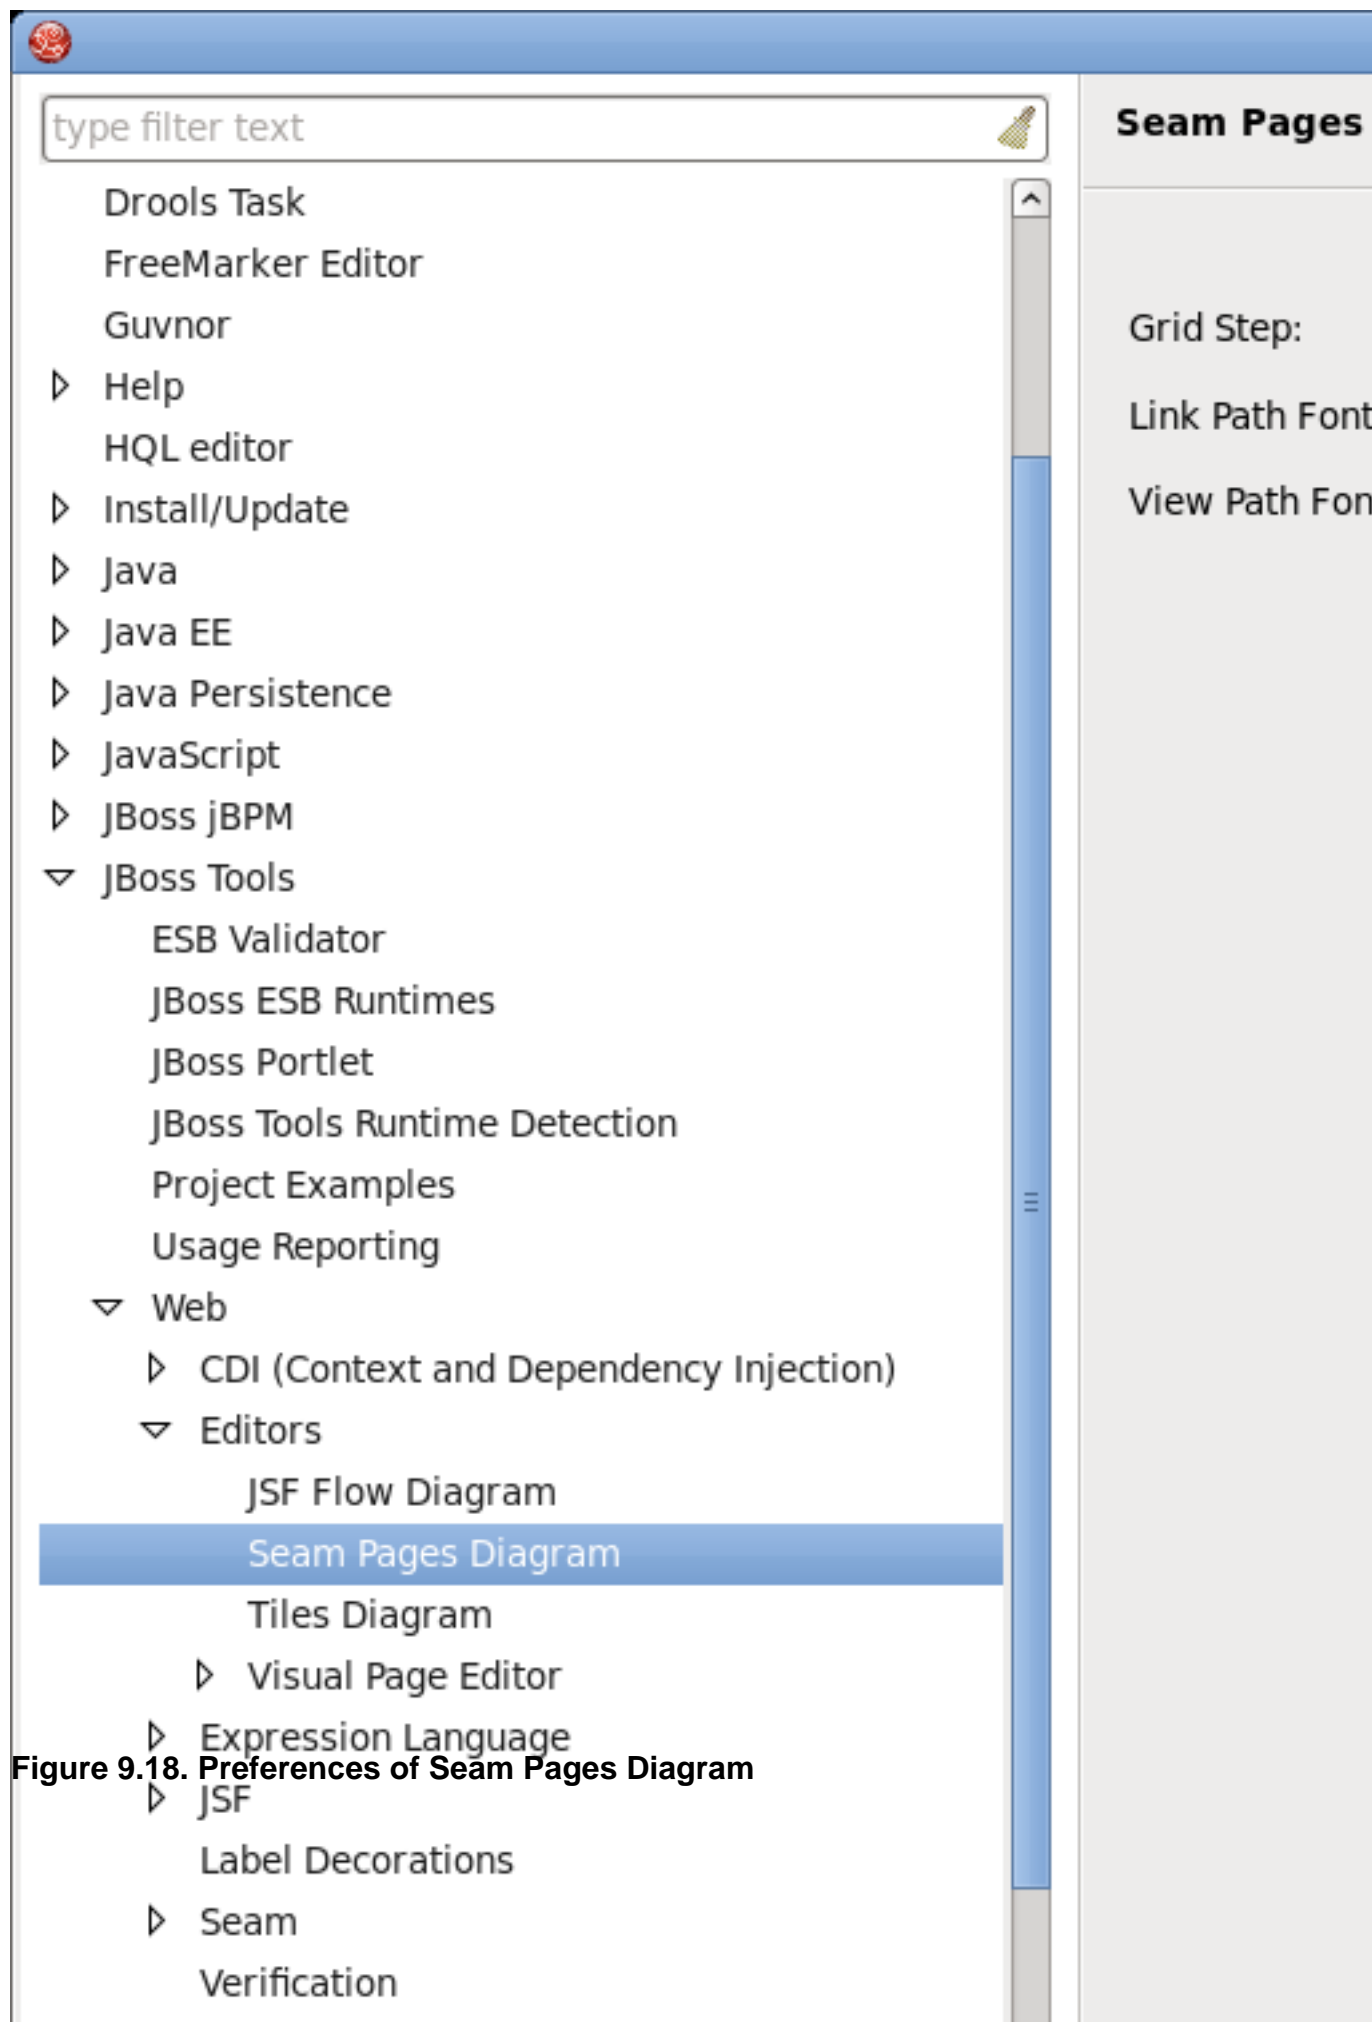 type filter text
Drools Task
FreeMarker Editor
Guvnor
Help
HQL editor
Install/Update
Java
Java EE
Java Persistence
JavaScript
JBoss jBPM
JBoss Tools
ESB Validator
JBoss ESB Runtimes
JBoss Portlet
JBoss Tools Runtime Detection
Project Examples
Usage Reporting
Web
CDI (Context and Dependency Injection)
Editors
JSF Flow Diagram
Seam Pages Diagram
Tiles Diagram
Visual Page Editor
Expression Language
Figure 9.18. Preferences of Seam Pages Diagram
JSF
Label Decorations
Seam
Verification
Seam Pages
Grid Step:
Link Path Font
View Path Fon